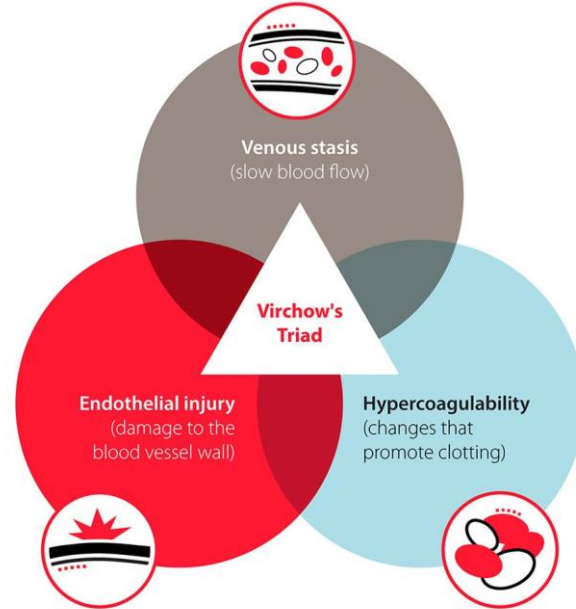 Venous stasis
(slow blood flow)
Virchow's
Triad
Endothelial injury
(damage to the
blood vessel wall)
Hypercoagulability
(changes that
promote clotting)